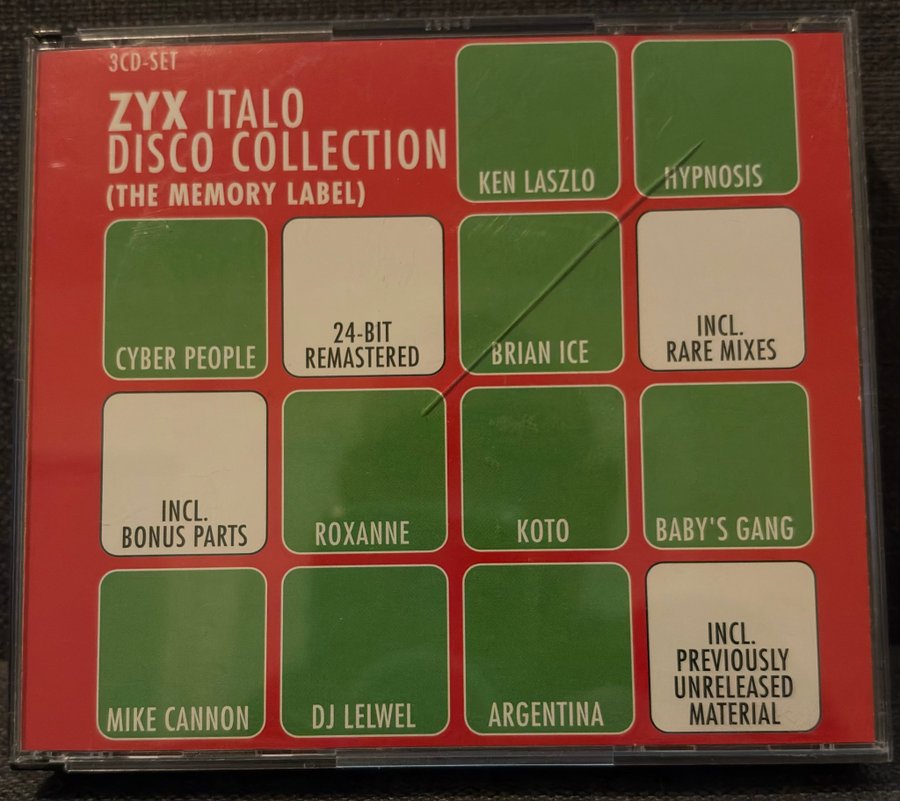 3CD-SET
ZYX ITALO
DISCO COLLECTION
(THE MEMORY LABEL)
KEN LASZLO
HYPNOSIS
CYBER PEOPLE
24-BIT
REMASTERED
BRIAN ICE
INCL.
RARE MIXES
INCL.
BONUS PARTS
ROXANNE
KOTO
BABY'S GANG
MIKE CANNON
DJ LELWEL
ARGENTINA
INCL.
PREVIOUSLY
UNRELEASED
MATERIAL